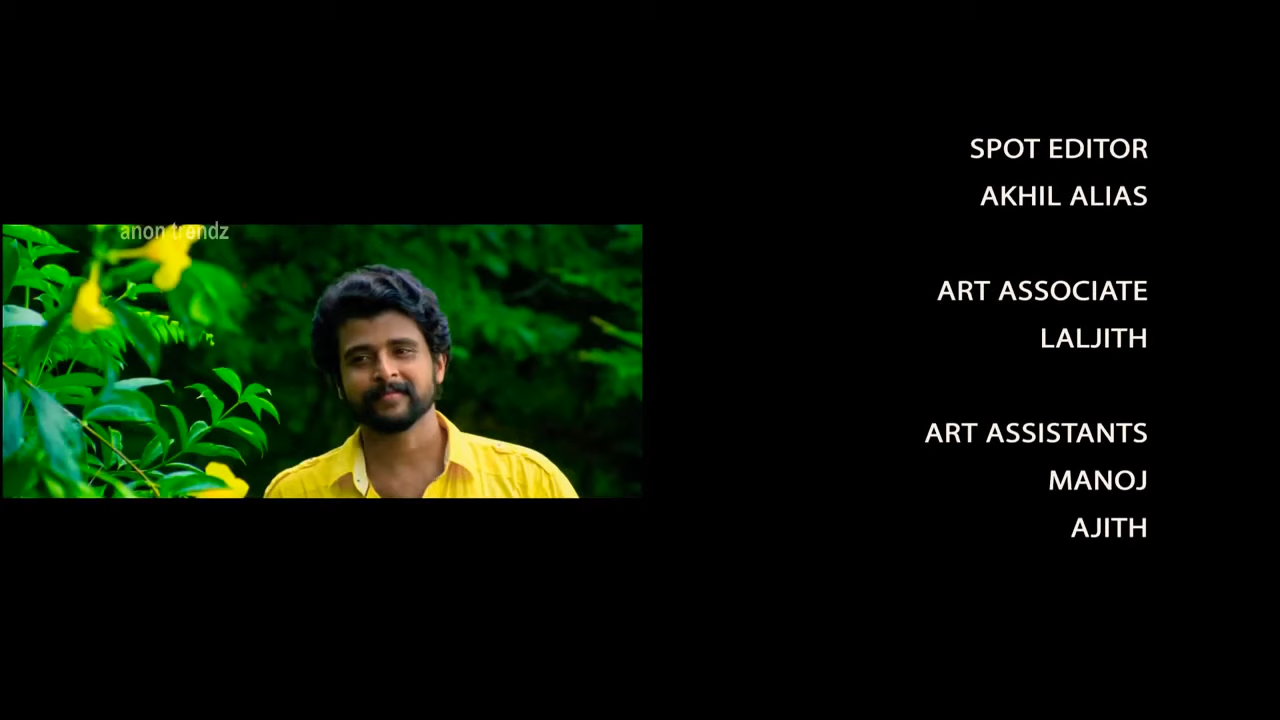 anon trendz
SPOT EDITOR
AKHIL ALIAS
ART ASSOCIATE
LALJITH
ART ASSISTANTS
MANOJ
AJITH